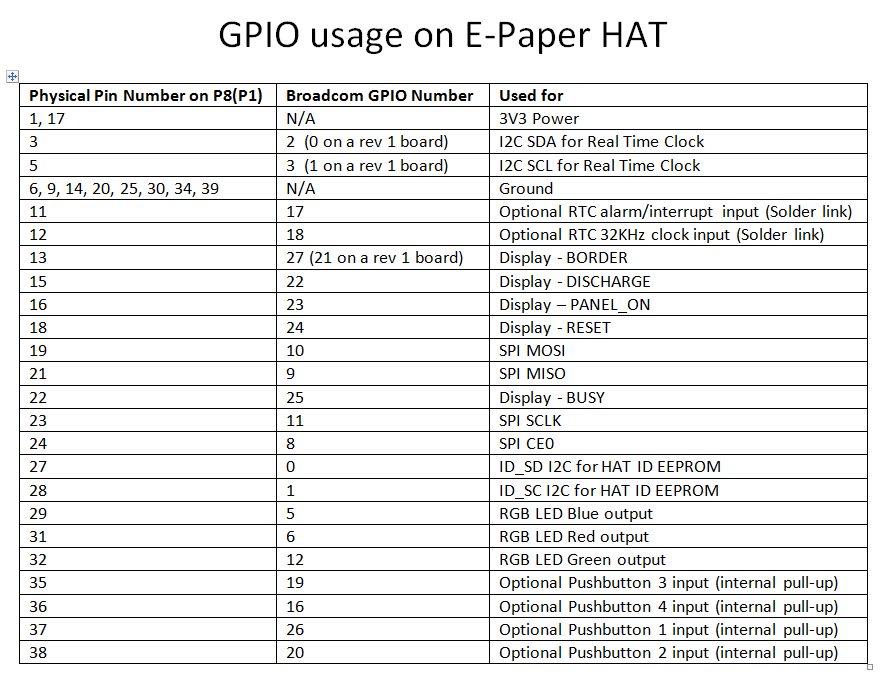 GPIO usage on E-Paper HAT
Physical Pin Number on P8(P1) Broadcom GPIO Number Used for
1, 17 N/A 3V3 Power
3 2 (0 on a rev 1 board) I2C SDA for Real Time Clock
5 3 (1 on a rev 1 board) I2C SCL for Real Time Clock
6, 9, 14, 20, 25, 30, 34, 39 N/A Ground
11 17 Optional RTC alarm/interrupt input (Solder link)
12 18 Optional RTC 32KHz clock input (Solder link)
13 27 (21 on a rev 1 board) Display - BORDER
15 22 Display - DISCHARGE
16 23 Display – PANEL_ON
18 24 Display - RESET
19 10 SPI MOSI
21 9 SPI MISO
22 25 Display - BUSY
23 11 SPI SCLK
24 8 SPI CE0
27 0 ID_SD I2C for HAT ID EEPROM
28 1 ID_SC I2C for HAT ID EEPROM
29 5 RGB LED Blue output
31 6 RGB LED Red output
32 12 RGB LED Green output
35 19 Optional Pushbutton 3 input (internal pull-up)
36 16 Optional Pushbutton 4 input (internal pull-up)
37 26 Optional Pushbutton 1 input (internal pull-up)
38 20 Optional Pushbutton 2 input (internal pull-up)